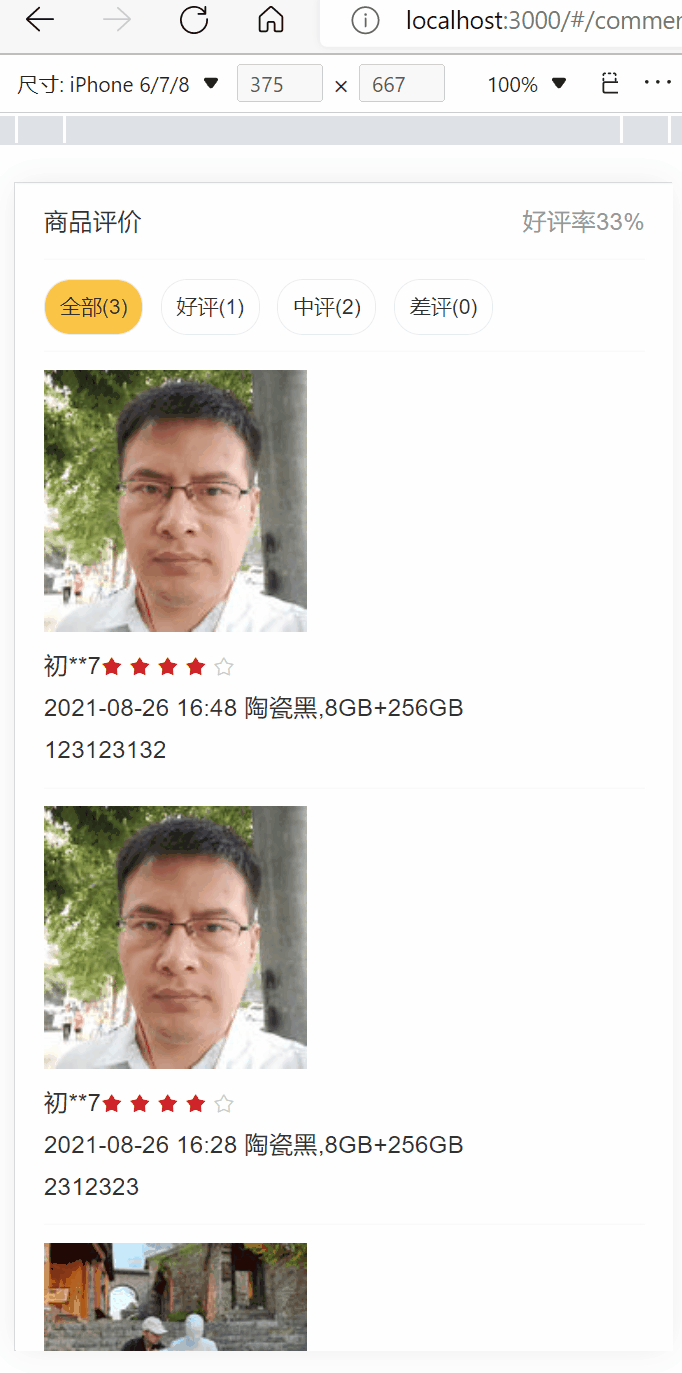 localhost:3000/#/commer
尺寸: iPhone 6/7/8 ▼ 375 × 667 100% ▼ ···
商品评价 好评率33%
全部(3) 好评(1) 中评(2) 差评(0)
初**7★★★★☆
2021-08-26 16:48 陶瓷黑,8GB+256GB
123123132
初**7★★★★☆
2021-08-26 16:28 陶瓷黑,8GB+256GB
2312323